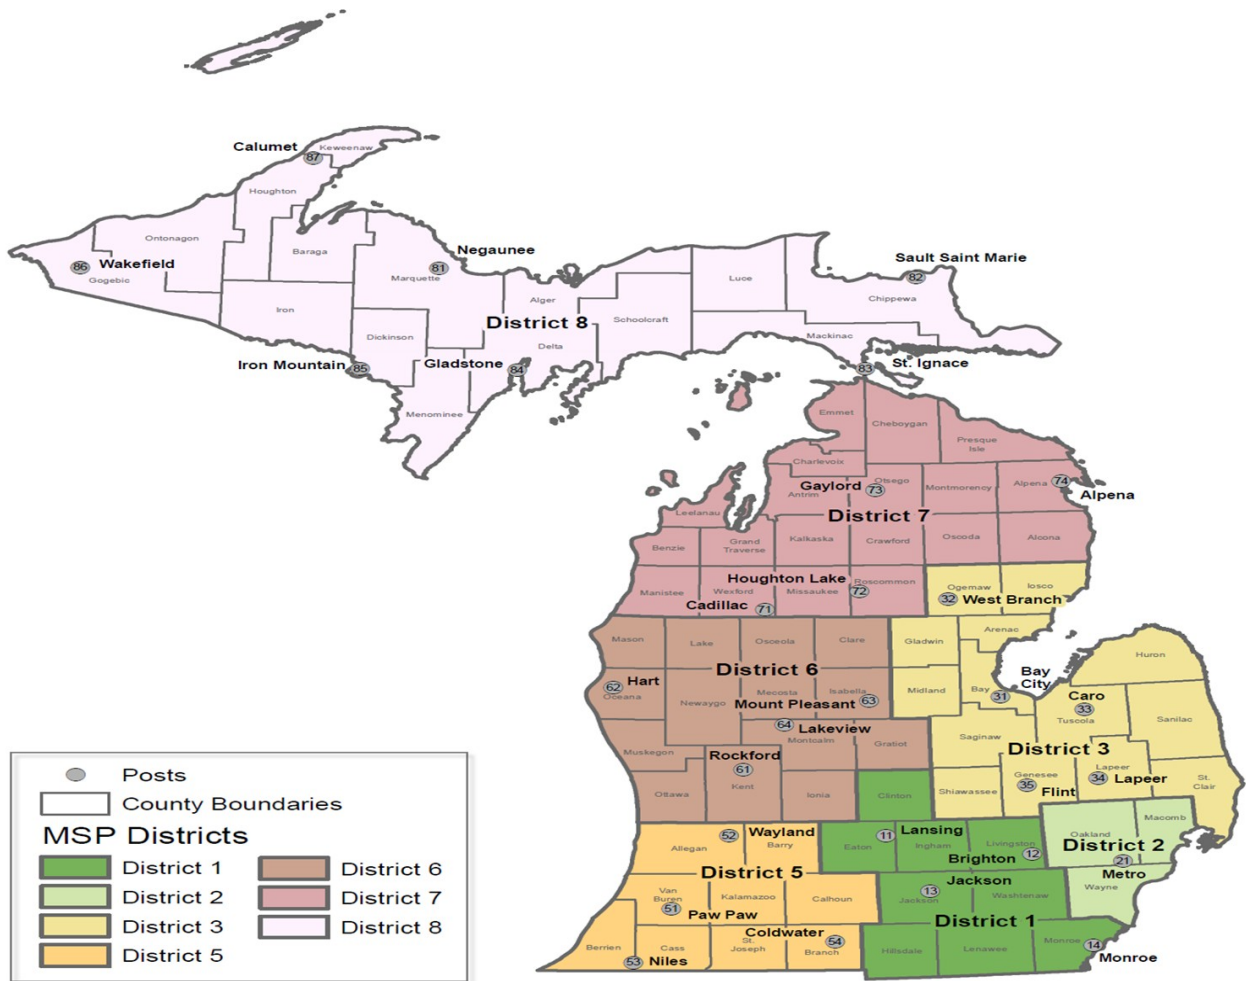 Calumet
87
Keweenaw
Houghton
Ontonagon
Baraga
Negaunee
81
Marquette
Sault Saint Marie
82
86
Wakefield
Gogebic
Luce
Chippewa
Alger
Iron
Schoolcraft
District 8
Dickinson
Mackinac
Delta
Iron Mountain
85
Gladstone
84
83
St. Ignace
Menominee
Emmet
Cheboygan
Presque
Isle
Charlevoix
Gaylord
Otsego
73
Antrim
Montmorency
Alpena
74
Alpena
Leelanau
District 7
Benzie
Grand
Traverse
Kalkaska
Crawford
Oscoda
Alcona
Houghton Lake
Roscommon
72
Manistee
Wexford
Missaukee
Cadillac
71
Ogemaw
Iosco
32
West Branch
Mason
Lake
Osceola
Clare
Gladwin
Arenac
Huron
District 6
Bay
City
Hart
62
Oceana
Mecosta
Isabella
63
Mount Pleasant
Newaygo
Midland
Bay
31
Caro
33
Tuscola
Sanilac
64
Lakeview
Montcalm
Gratiot
Saginaw
District 3
Muskegon
Rockford
61
Kent
Ottawa
Ionia
Clinton
Shiawassee
Genesee
35
Flint
Lapeer
34
Lapeer
St.
Clair
52
Wayland
Allegan
Barry
11
Lansing
Eaton
Ingham
Livingston
Brighton
12
Oakland
Macomb
District 2
21
Metro
Wayne
District 5
Van
Buren
51
Paw Paw
Kalamazoo
Calhoun
Jackson
13
Jackson
Washtenaw
District 1
Coldwater
54
Branch
Berrien
53
Niles
Cass
St.
Joseph
Hillsdale
Lenawee
Monroe
14
Monroe
Posts
County Boundaries
MSP Districts
District 1
District 2
District 3
District 5
District 6
District 7
District 8